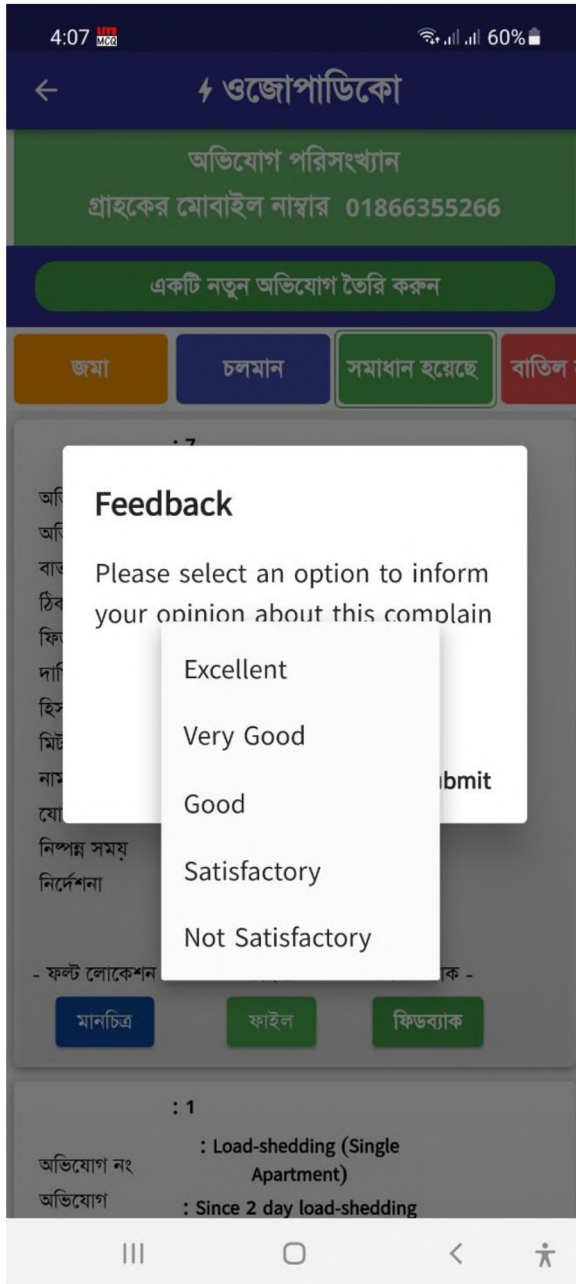 4:07 LIVE MCQ 60%
ওজোপাডিকো
অভিযোগ পরিসংখ্যান
গ্রাহকের মোবাইল নাম্বার 01866355266
একটি নতুন অভিযোগ তৈরি করুন
জমা চলমান সমাধান হয়েছে বাতিল
: 7
Feedback
Please select an option to inform
your opinion about this complain
Excellent
Very Good
Good
Satisfactory
Not Satisfactory
নিষ্পন্ন সময়
নির্দেশনা
- ফল্ট লোকেশন
মানচিত্র ফাইল ফিডব্যাক
: 1
অভিযোগ নং
: Load-shedding (Single
Apartment)
অভিযোগ
: Since 2 day load-shedding